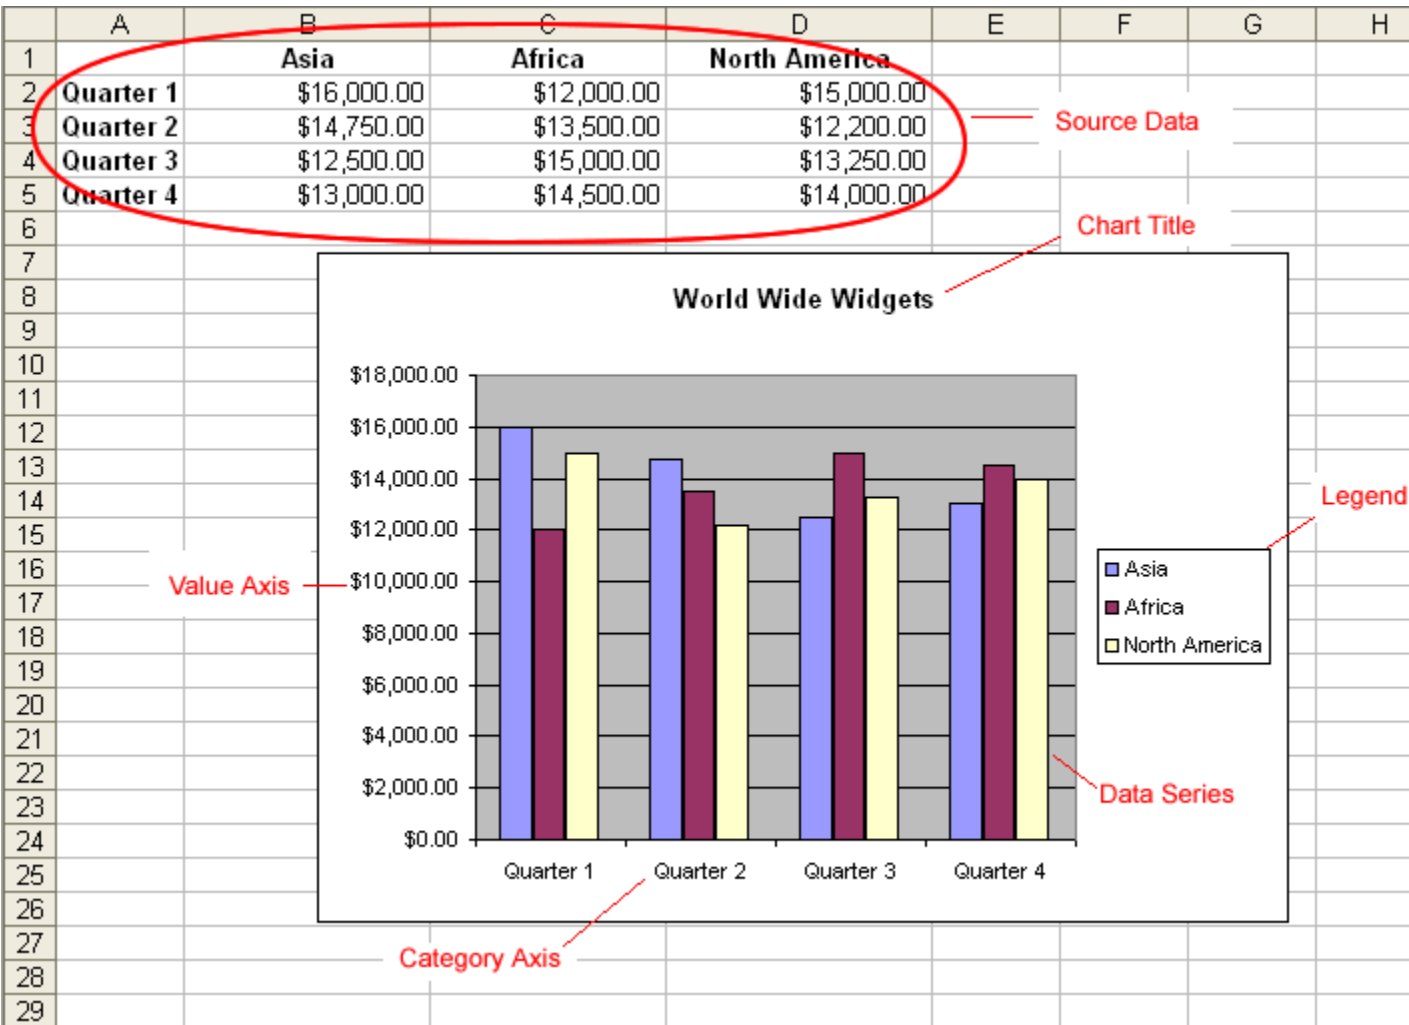 A B C D E F G H
1 Asia Africa North America
2 Quarter 1 $16,000.00 $12,000.00 $15,000.00
3 Quarter 2 $14,750.00 $13,500.00 $12,200.00
4 Quarter 3 $12,500.00 $15,000.00 $13,250.00
5 Quarter 4 $13,000.00 $14,500.00 $14,000.00
Source Data
6
Chart Title
7
8
9
10
11
12
13
14
15
16
17
18
19
20
21
22
23
24
25
26
27
28
29
World Wide Widgets
$18,000.00
$16,000.00
$14,000.00
$12,000.00
$10,000.00
$8,000.00
$6,000.00
$4,000.00
$2,000.00
$0.00
Value Axis
Quarter 1 Quarter 2 Quarter 3 Quarter 4
Category Axis
Legend
Asia
Africa
North America
Data Series